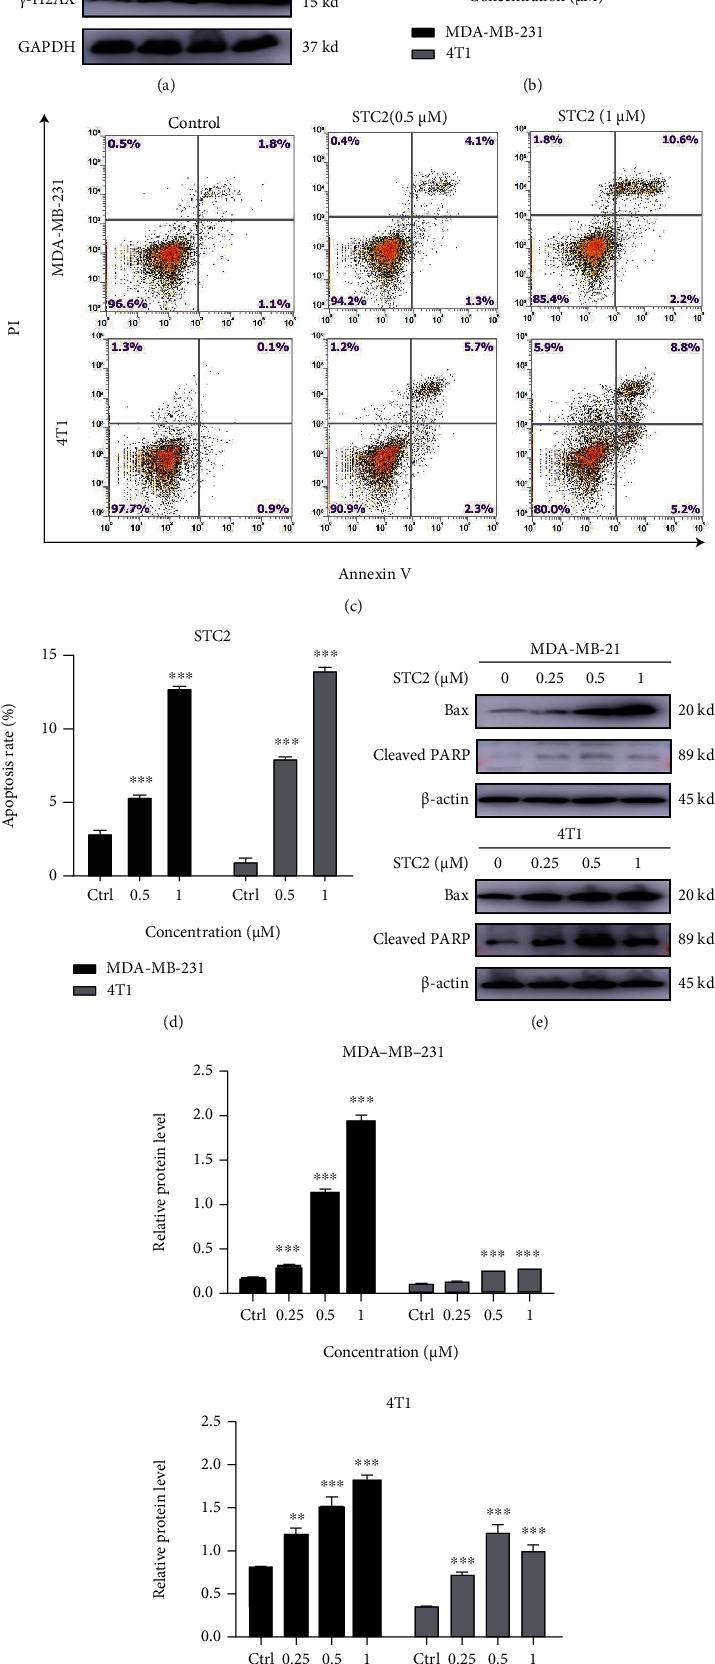 γ-H2AX 15 kd
Concentration (μM)
GAPDH 37 kd
MDA-MB-231
4T1
(a)
(b)
Control
STC2(0.5 μM)
STC2 (1 μM)
MDA-MB-231
0.5% 1.8%
96.6% 1.1%
0.4% 4.1%
94.2% 1.3%
1.8% 10.6%
85.4% 2.2%
PI
4T1
1.3% 0.1%
97.7% 0.9%
1.2% 5.7%
90.9% 2.3%
5.9% 8.8%
80.0% 5.2%
Annexin V
(c)
STC2
Apoptosis rate (%)
15
10
5
0
***
***
***
***
Ctrl 0.5 1 Ctrl 0.5 1
Concentration (μM)
MDA-MB-231
4T1
(d)
MDA-MB-21
STC2 (μM) 0 0.25 0.5 1
Bax 20 kd
Cleaved PARP 89 kd
β-actin 45 kd
4T1
STC2 (μM) 0 0.25 0.5 1
Bax 20 kd
Cleaved PARP 89 kd
β-actin 45 kd
(e)
MDA–MB–231
Relative protein level
2.5
2.0
1.5
1.0
0.5
0.0
***
***
***
*** ***
Ctrl 0.25 0.5 1 Ctrl 0.25 0.5 1
Concentration (μM)
4T1
Relative protein level
2.5
2.0
1.5
1.0
0.5
0.0
**
***
***
***
***
***
Ctrl 0.25 0.5 1 Ctrl 0.25 0.5 1